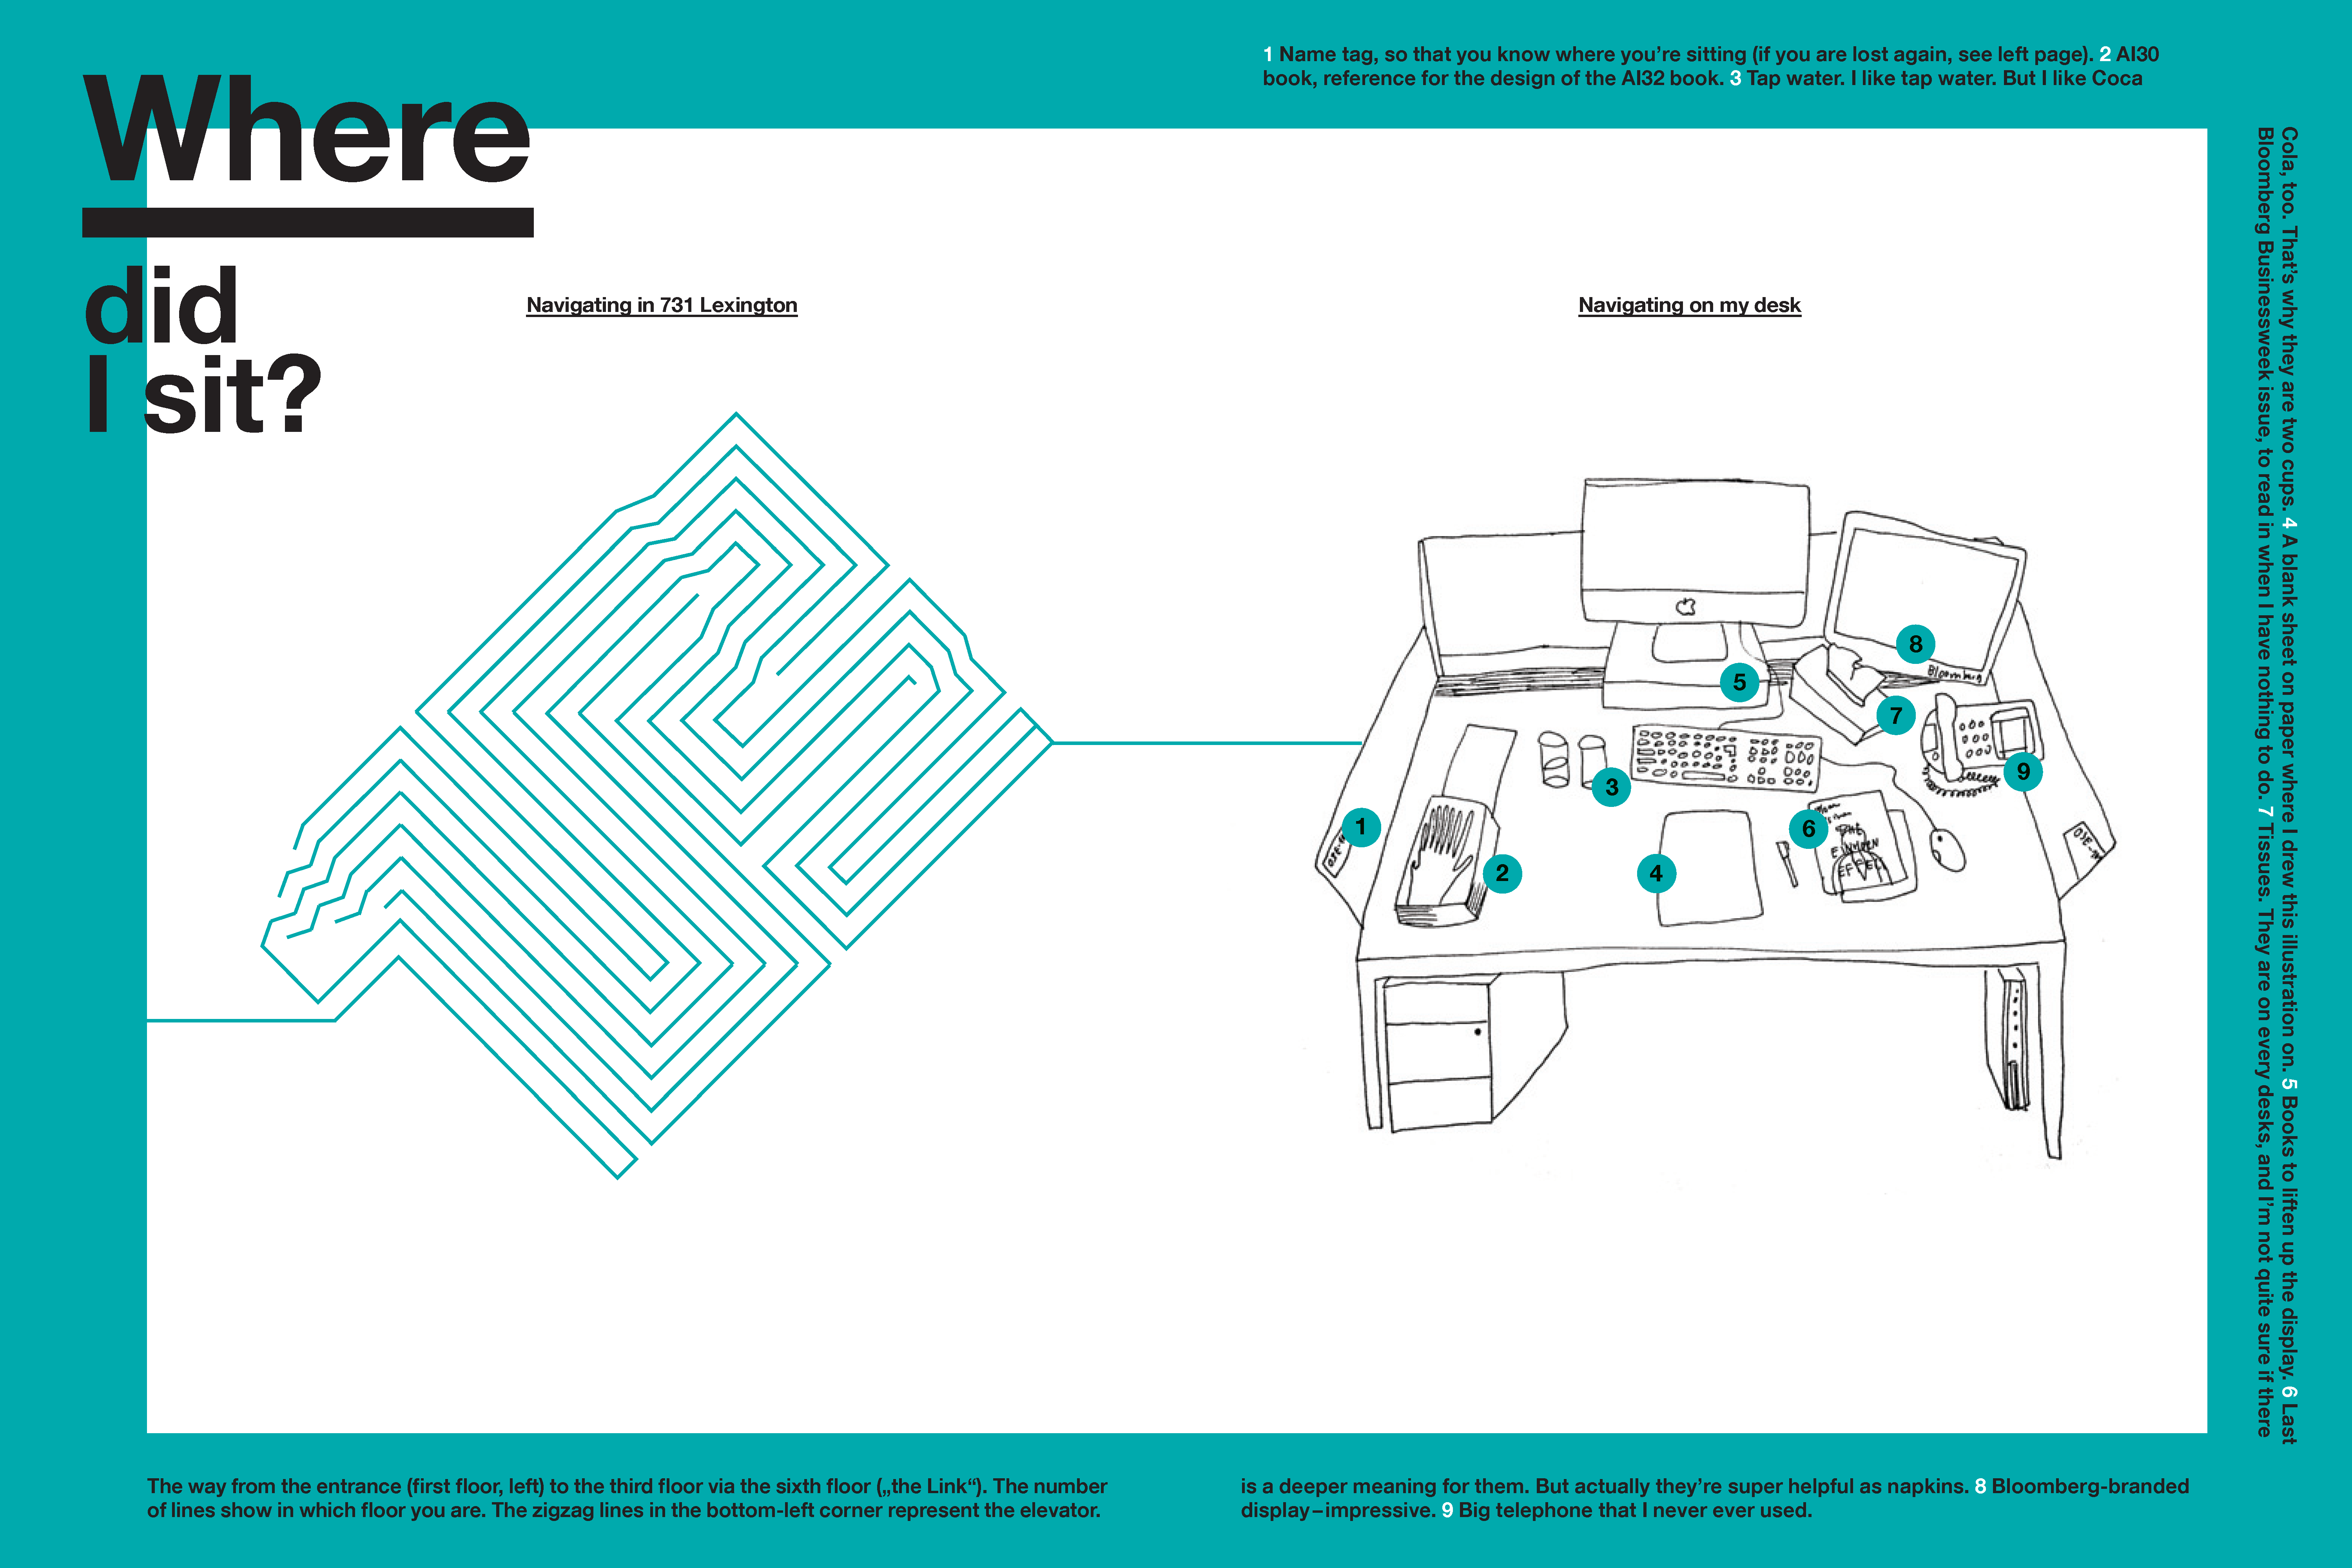 Where
did
I sit?
Navigating in 731 Lexington
Navigating on my desk
1 Name tag, so that you know where you’re sitting (if you are lost again, see left page). 2 AI30
book, reference for the design of the AI32 book. 3 Tap water. I like tap water. But I like Coca
Cola, too. That’s why they are two cups. 4 A blank sheet on paper where I drew this illustration on. 5 Books to liften up the display. 6 Last
Bloomberg Businessweek issue, to read in when I have nothing to do. 7 Tissues. They are on every desks, and I’m not quite sure if there
is a deeper meaning for them. But actually they’re super helpful as napkins. 8 Bloomberg-branded
display–impressive. 9 Big telephone that I never ever used.
8
Bloomberg
5
7
9
3
1
6
2
4
The way from the entrance (first floor, left) to the third floor via the sixth floor („the Link“). The number
of lines show in which floor you are. The zigzag lines in the bottom-left corner represent the elevator.